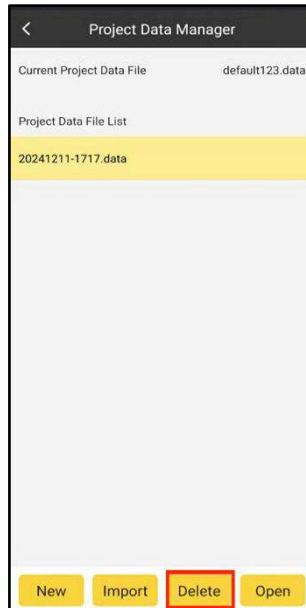 Project Data Manager
Current Project Data File default123.data
Project Data File List
20241211-1717.data
New Import Delete Open